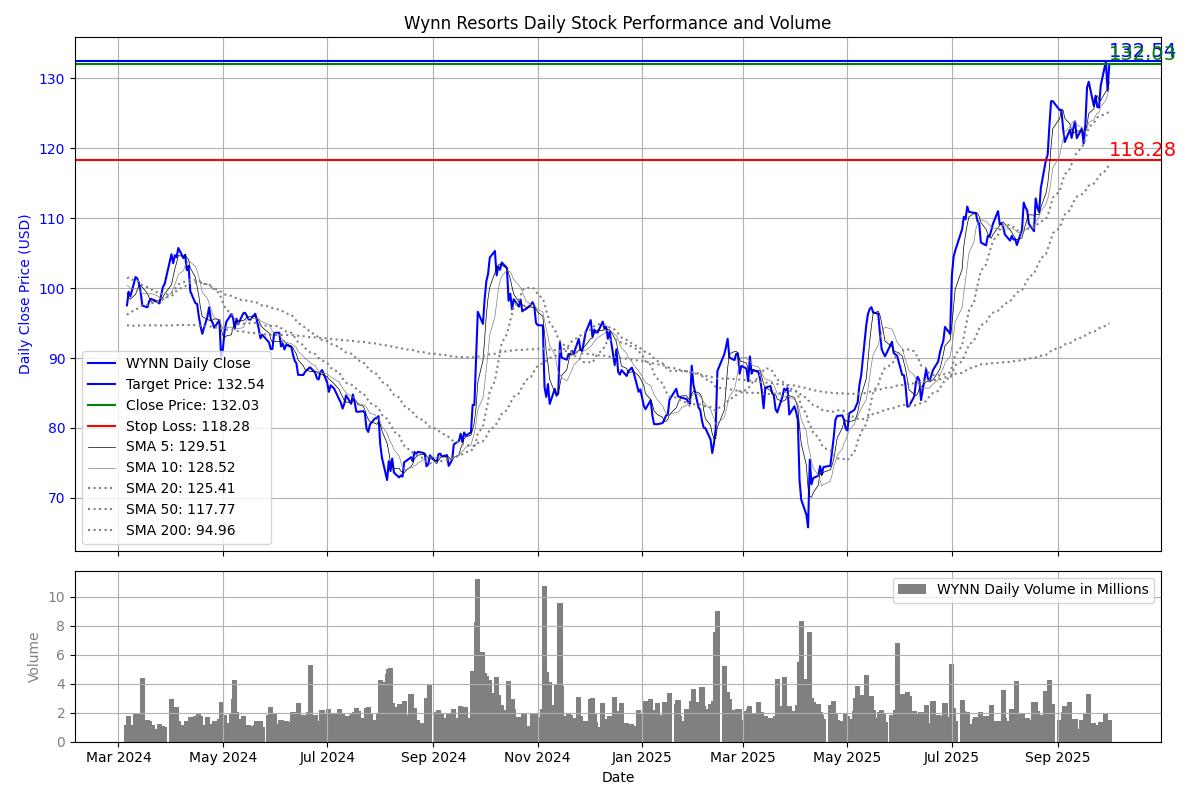 Wynn Resorts Daily Stock Performance and Volume
132.54
132.03
130
120
118.28
110
100
90
80
70
Daily Close Price (USD)
WYNN Daily Close
Target Price: 132.54
Close Price: 132.03
Stop Loss: 118.28
SMA 5: 129.51
SMA 10: 128.52
SMA 20: 125.41
SMA 50: 117.77
SMA 200: 94.96
WYNN Daily Volume in Millions
10
8
6
4
2
0
Volume
Mar 2024 May 2024 Jul 2024 Sep 2024 Nov 2024 Jan 2025 Mar 2025 May 2025 Jul 2025 Sep 2025
Date